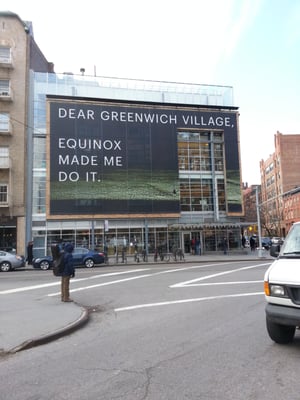 DEAR GREENWICH VILLAGE,
EQUINOX
MADE ME
DO IT.